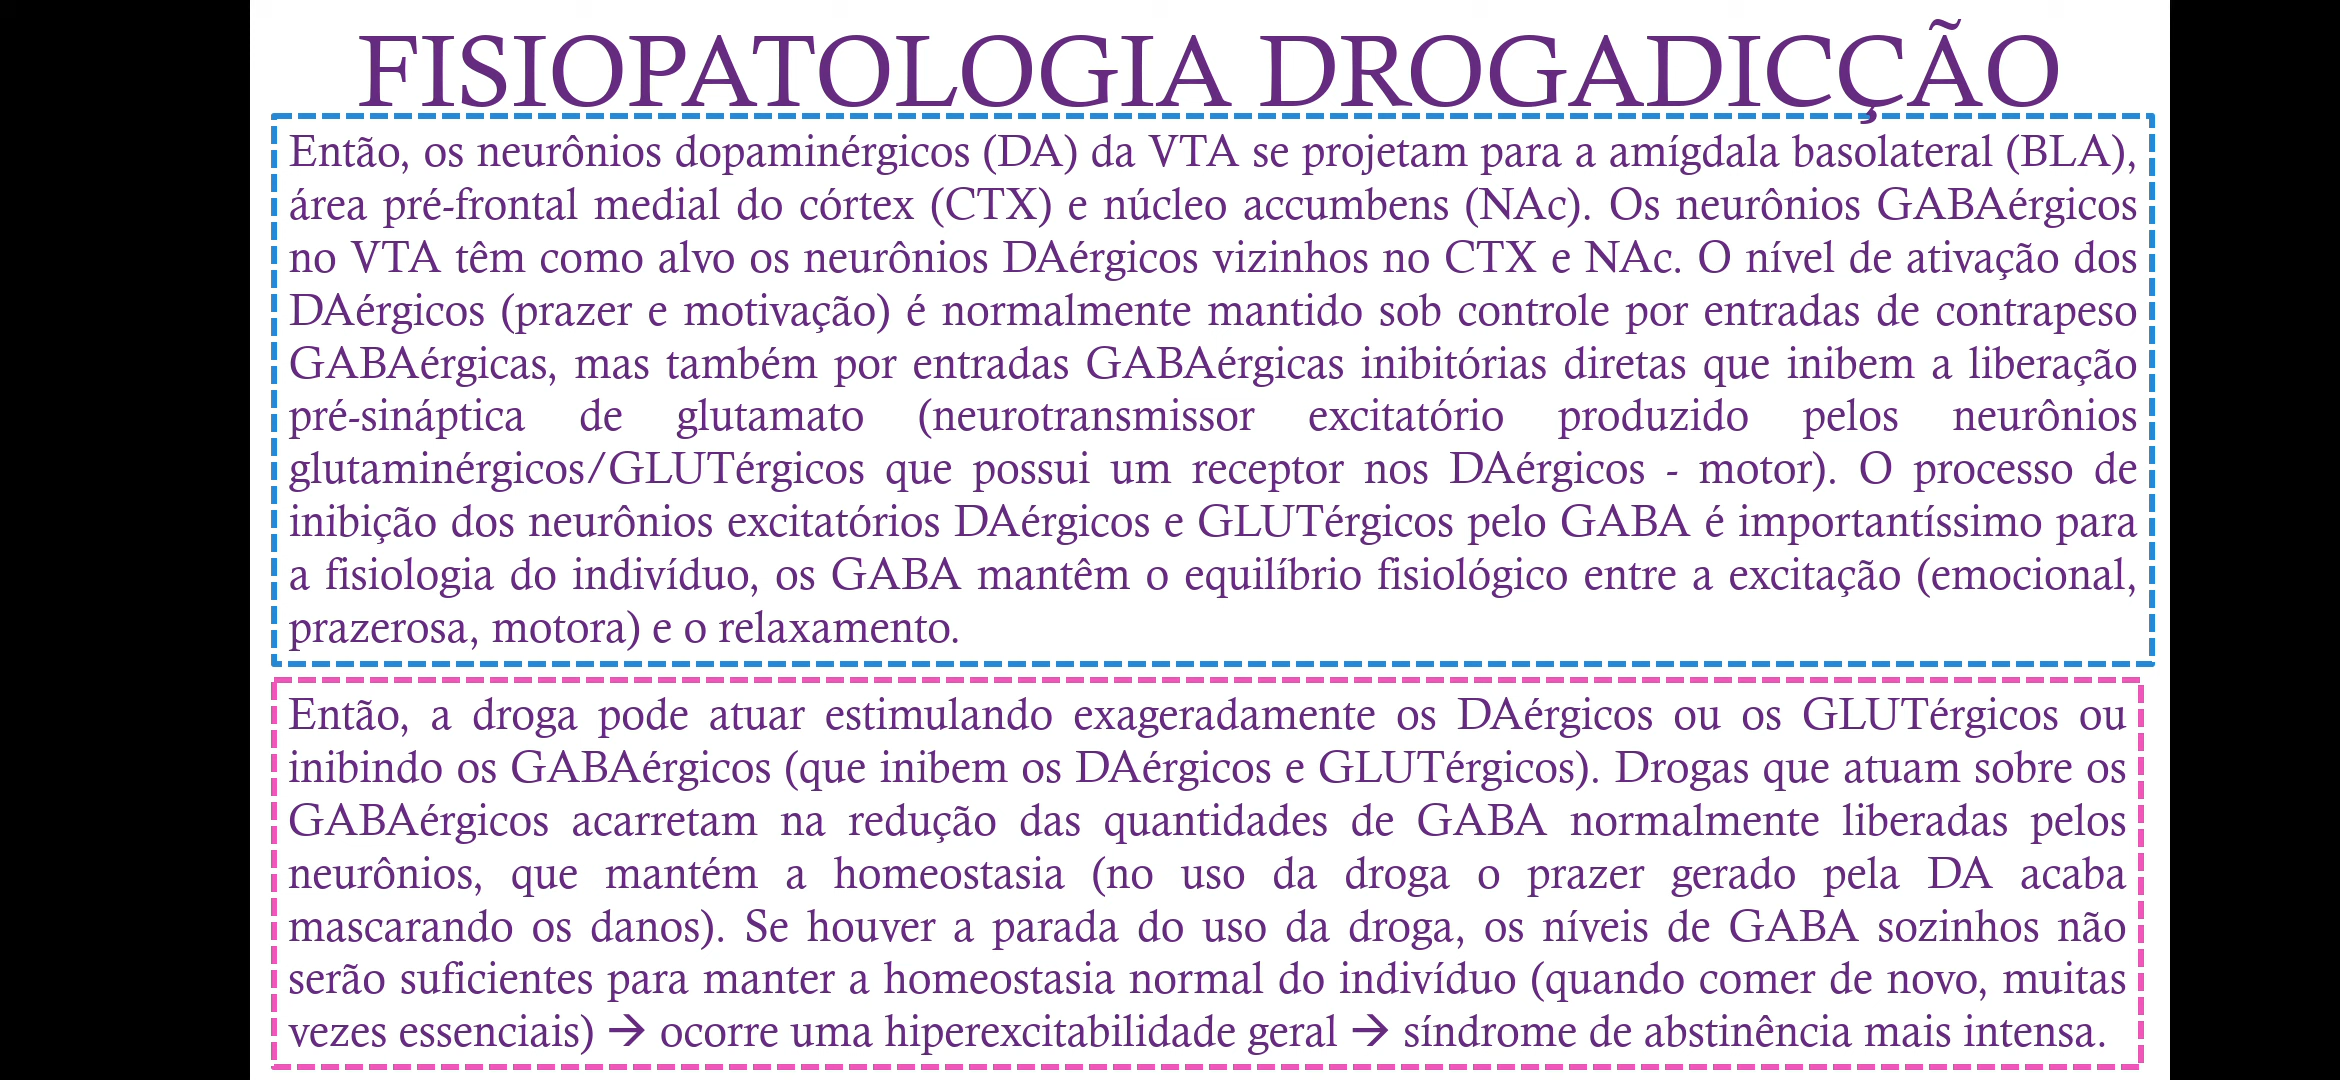 FISIOPATOLOGIA DROGADICÇÃO
Então, os neurônios dopaminérgicos (DA) da VTA se projetam para a amígdala basolateral (BLA),
área pré-frontal medial do córtex (CTX) e núcleo accumbens (NAc). Os neurônios GABAérgicos
no VTA têm como alvo os neurônios DAérgicos vizinhos no CTX e NAc. O nível de ativação dos
DAérgicos (prazer e motivação) é normalmente mantido sob controle por entradas de contrapeso
GABAérgicas, mas também por entradas GABAérgicas inibitórias diretas que inibem a liberação
pré-sináptica de glutamato (neurotransmissor excitatório produzido pelos neurônios
glutaminérgicos/GLUTérgicos que possui um receptor nos DAérgicos - motor). O processo de
inibição dos neurônios excitatórios DAérgicos e GLUTérgicos pelo GABA é importantíssimo para
a fisiologia do indivíduo, os GABA mantêm o equilíbrio fisiológico entre a excitação (emocional,
prazerosa, motora) e o relaxamento.
Então, a droga pode atuar estimulando exageradamente os DAérgicos ou os GLUTérgicos ou
inibindo os GABAérgicos (que inibem os DAérgicos e GLUTérgicos). Drogas que atuam sobre os
GABAérgicos acarretam na redução das quantidades de GABA normalmente liberadas pelos
neurônios, que mantém a homeostasia (no uso da droga o prazer gerado pela DA acaba
mascarando os danos). Se houver a parada do uso da droga, os níveis de GABA sozinhos não
serão suficientes para manter a homeostasia normal do indivíduo (quando comer de novo, muitas
vezes essenciais) → ocorre uma hiperexcitabilidade geral → síndrome de abstinência mais intensa.